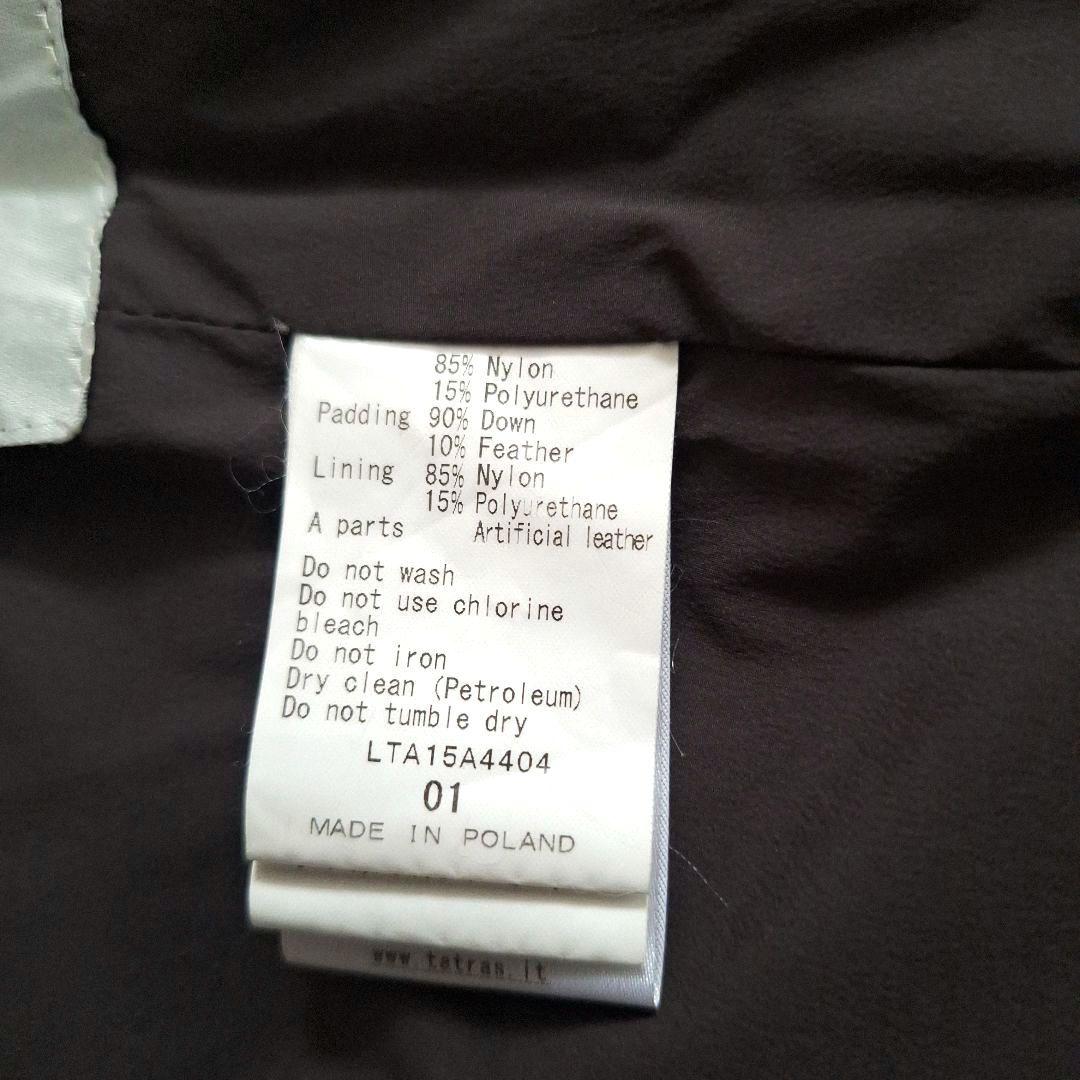 85% Nylon
15% Polyurethane
Padding 90% Down
10% Feather
Lining 85% Nylon
15% Polyurethane
A parts Artificial leather
Do not wash
Do not use chlorine
bleach
Do not iron
Dry clean (Petroleum)
Do not tumble dry
LTA15A4404
01
MADE IN POLAND
www.tatras.it